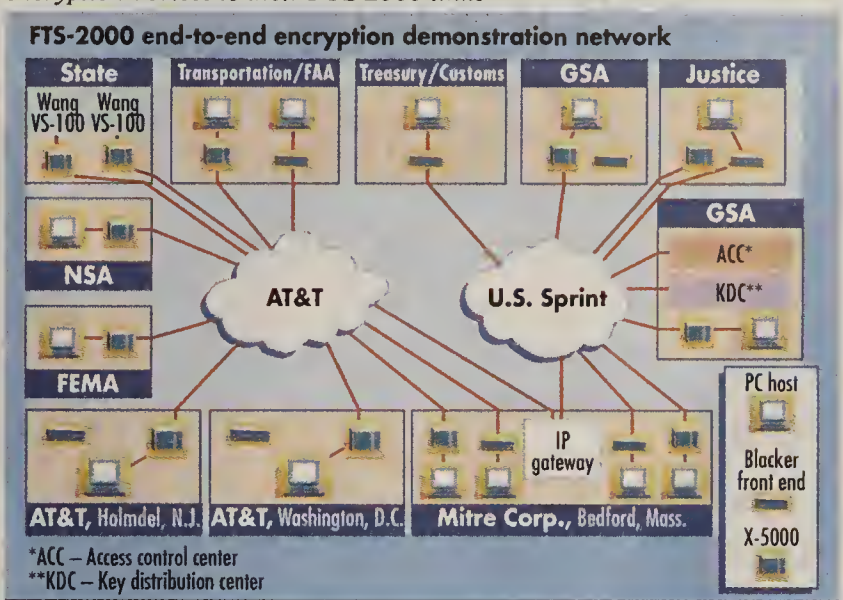 FTS-2000 end-to-end encryption demonstration network
State
Transportation/FAA
Treasury/Customs
GSA
Justice
Wang Wang
VS-100 VS-100
NSA
FEMA
AT&T
U.S. Sprint
GSA
ACC*
KDC**
PC host
Blacker
front end
X-5000
IP
gateway
AT&T, Holmdel, N.J.
AT&T, Washington, D.C.
Mitre Corp., Bedford, Mass.
*ACC – Access control center
**KDC – Key distribution center